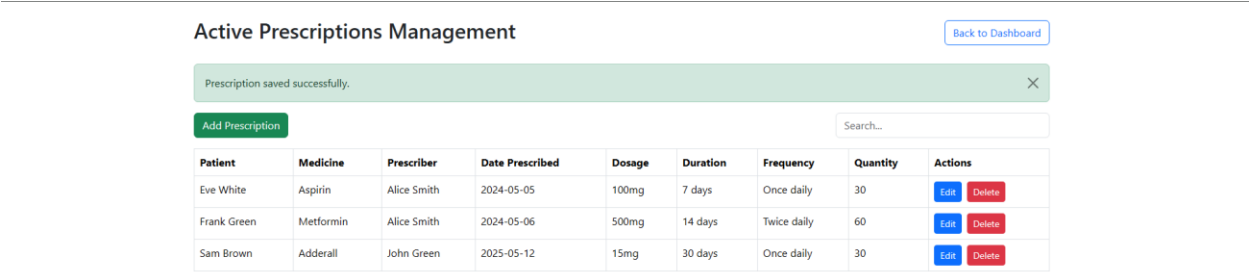 Active Prescriptions Management Back to Dashboard
Prescription saved successfully.
Add Prescription Search...
Patient Medicine Prescriber Date Prescribed Dosage Duration Frequency Quantity Actions
Eve White Aspirin Alice Smith 2024-05-05 100mg 7 days Once daily 30 Edit Delete
Frank Green Metformin Alice Smith 2024-05-06 500mg 14 days Twice daily 60 Edit Delete
Sam Brown Adderall John Green 2025-05-12 15mg 30 days Once daily 30 Edit Delete